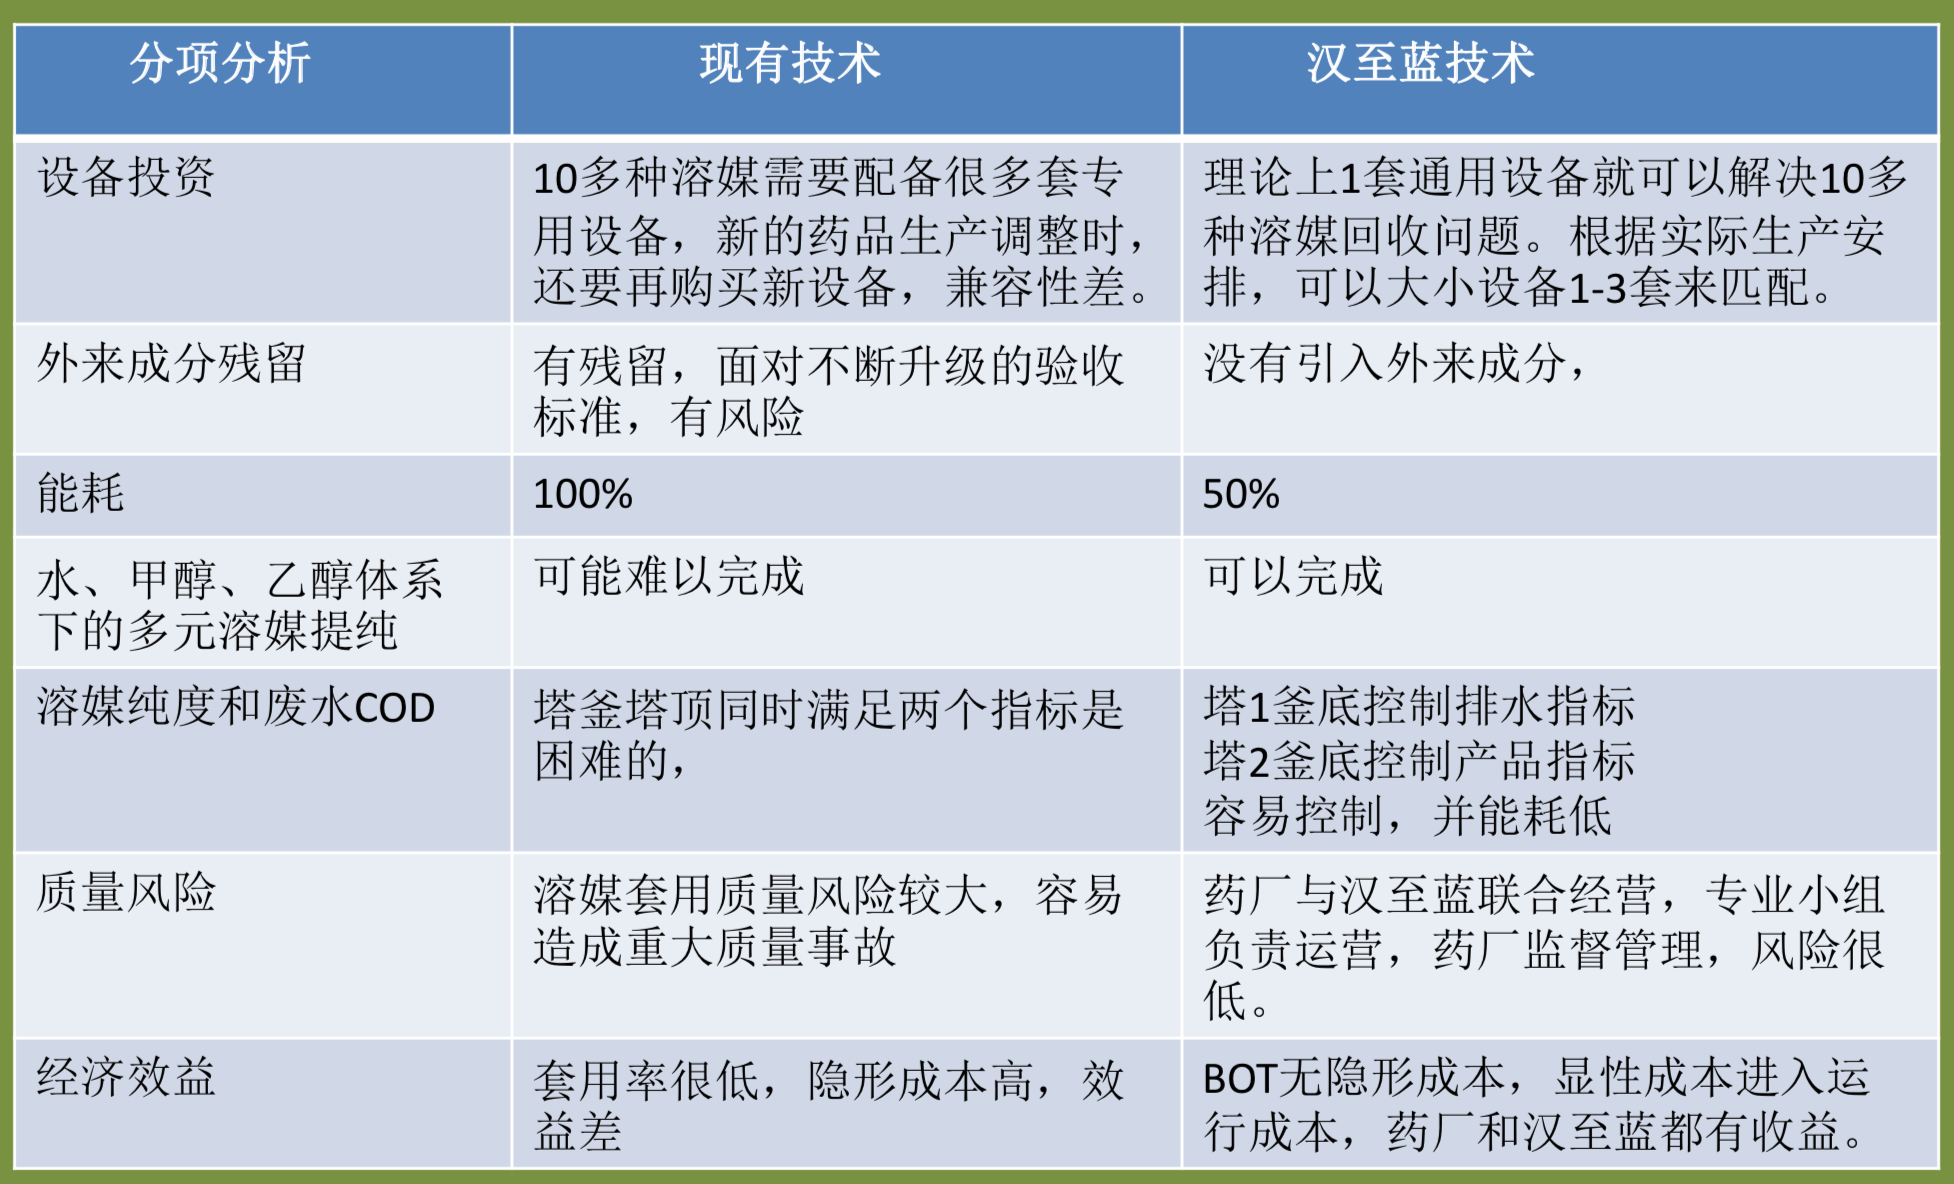 分项分析
现有技术
汉至蓝技术
设备投资
10多种溶媒需要配备很多套专
用设备，新的药品生产调整时，
还要再购买新设备，兼容性差。
理论上1套通用设备就可以解决10多
种溶媒回收问题。根据实际生产安
排，可以大小设备1-3套来匹配。
外来成分残留
有残留，面对不断升级的验收
标准，有风险
没有引入外来成分，
能耗
100%
50%
水、甲醇、乙醇体系
下的多元溶媒提纯
可能难以完成
可以完成
溶媒纯度和废水COD
塔釜塔顶同时满足两个指标是
困难的，
塔1釜底控制排水指标
塔2釜底控制产品指标
容易控制，并能耗低
质量风险
溶媒套用质量风险较大，容易
造成重大质量事故
药厂与汉至蓝联合经营，专业小组
负责运营，药厂监督管理，风险很
低。
经济效益
套用率很低，隐形成本高，效
益差
BOT无隐形成本，显性成本进入运
行成本，药厂和汉至蓝都有收益。